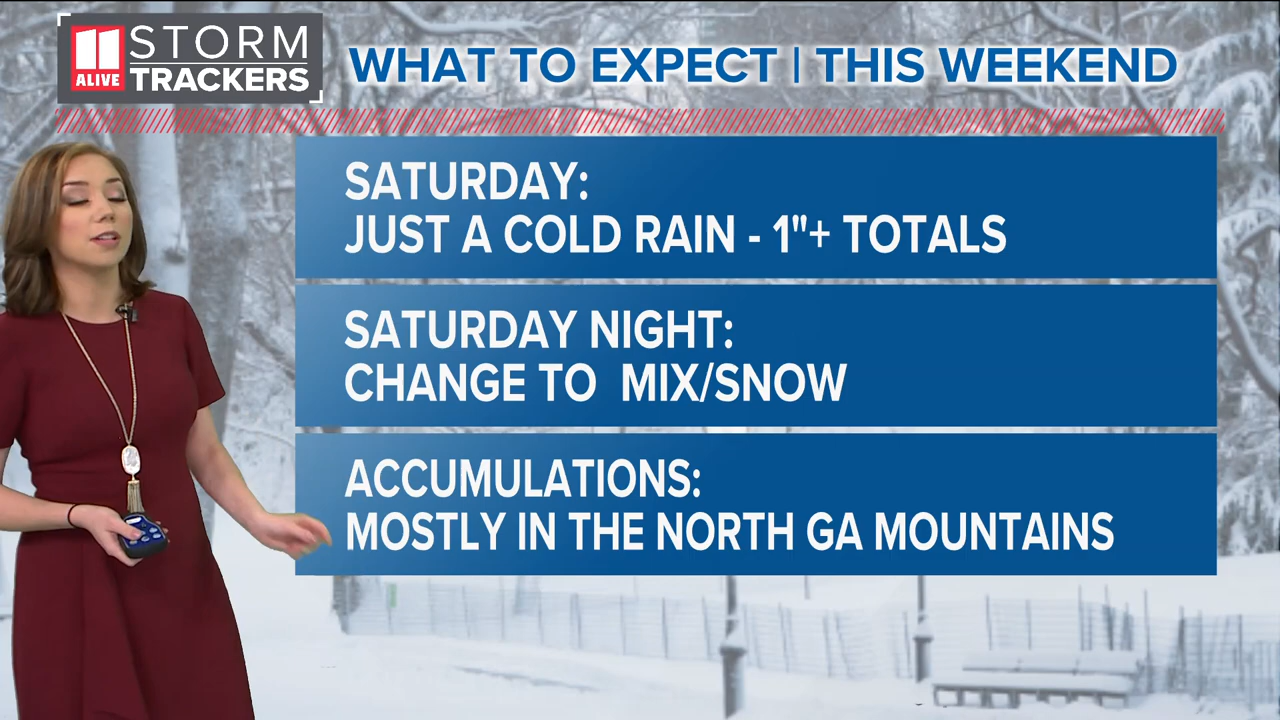 11
ALIVE
STORM
TRACKERS
WHAT TO EXPECT | THIS WEEKEND
SATURDAY:
JUST A COLD RAIN - 1"+ TOTALS
SATURDAY NIGHT:
CHANGE TO  MIX/SNOW
ACCUMULATIONS:
MOSTLY IN THE NORTH GA MOUNTAINS